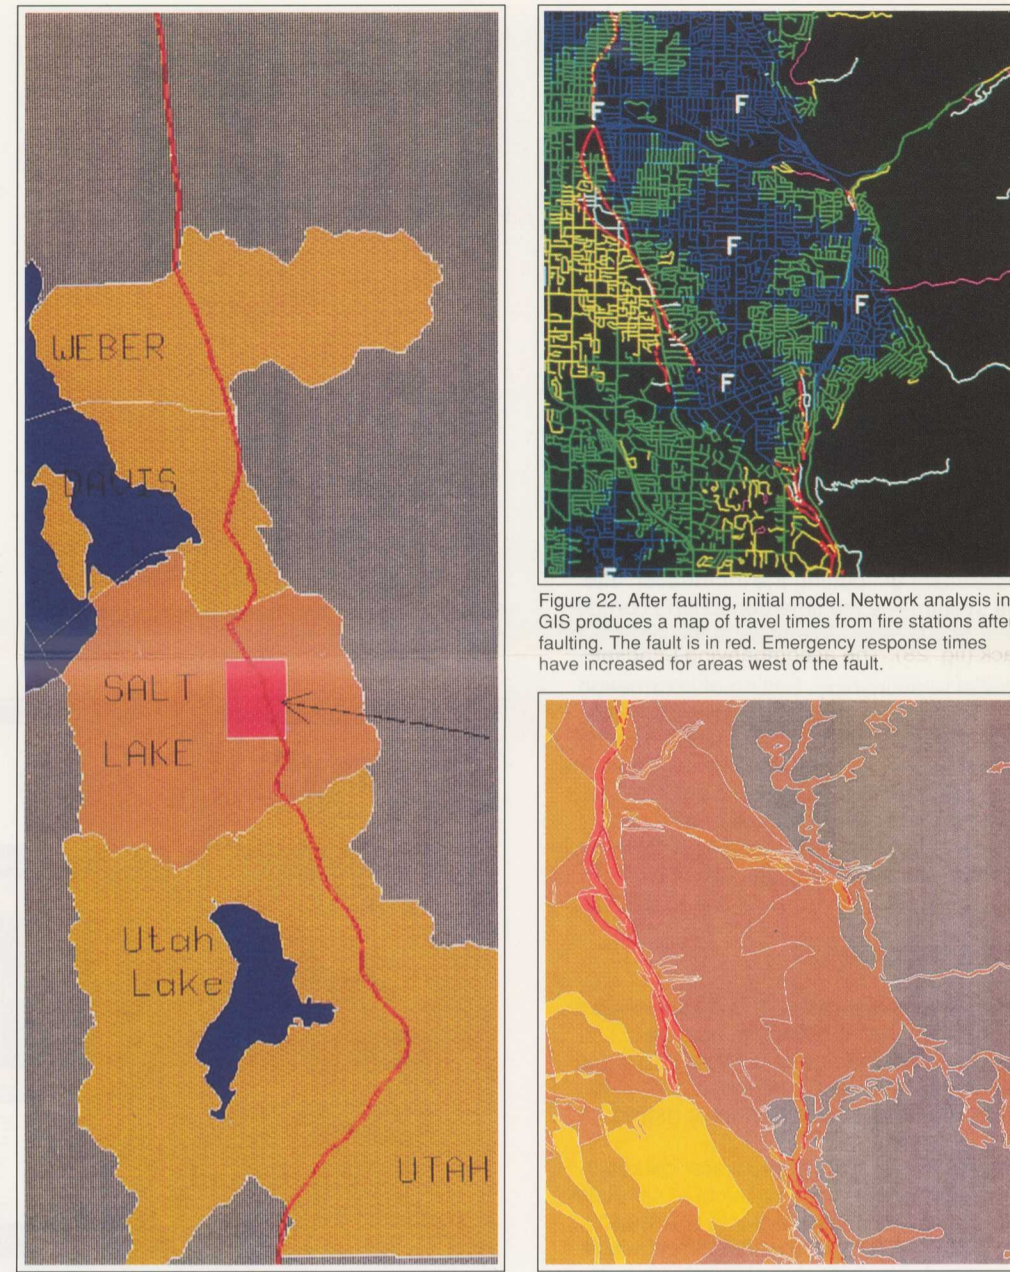 WEBER
DAVIS
SALT
LAKE
Utah
Lake
UTAH
F
F
F
F
F
F
Figure 22. After faulting, initial model. Network analysis in
GIS produces a map of travel times from fire stations after
faulting. The fault is in red. Emergency response times
have increased for areas west of the fault.